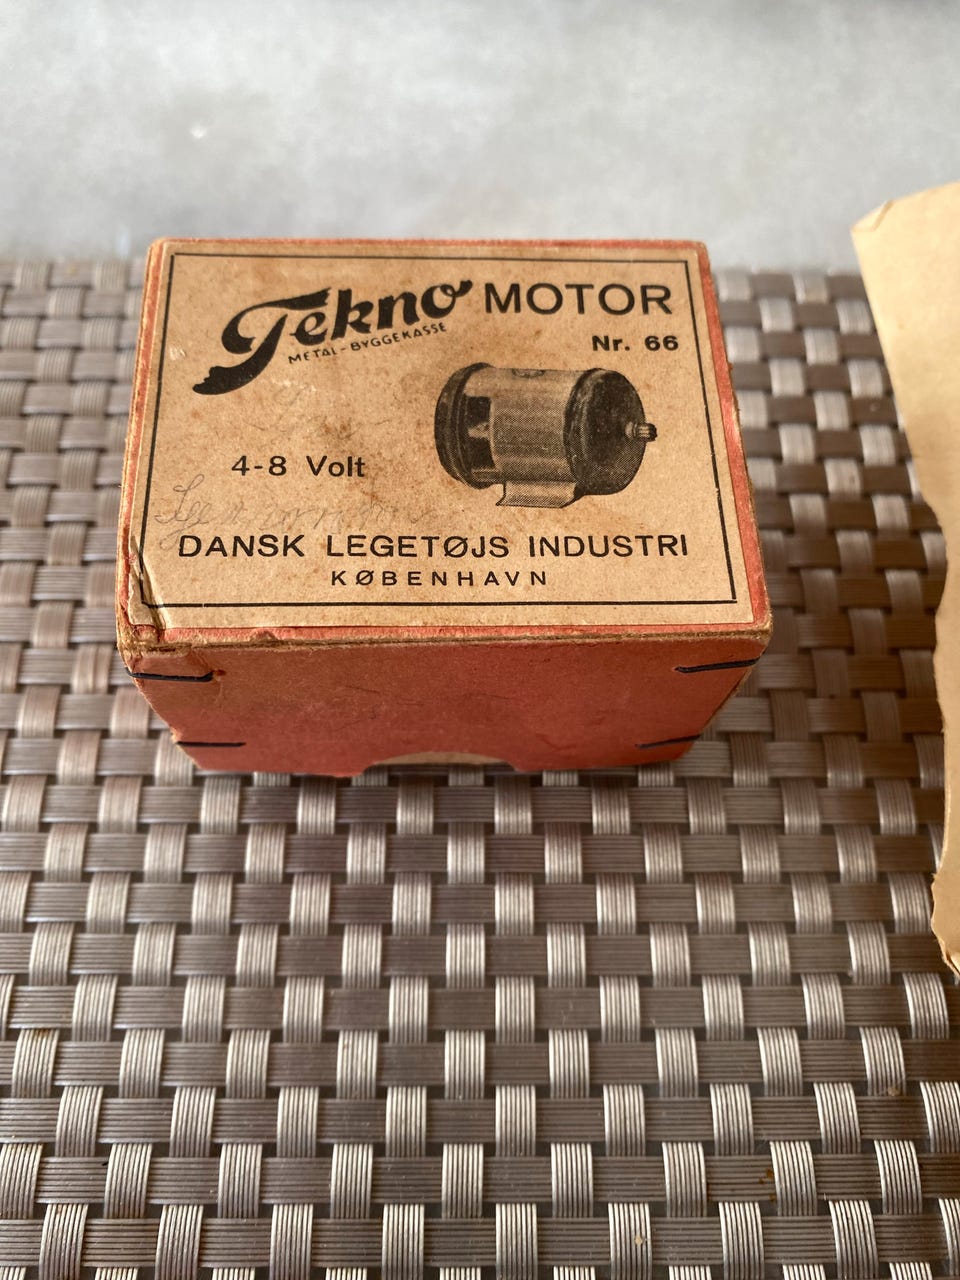 Tekno MOTOR
METAL-BYGGEKASSE
Nr. 66
4-8 Volt
DANSK LEGETØJS INDUSTRI
KØBENHAVN